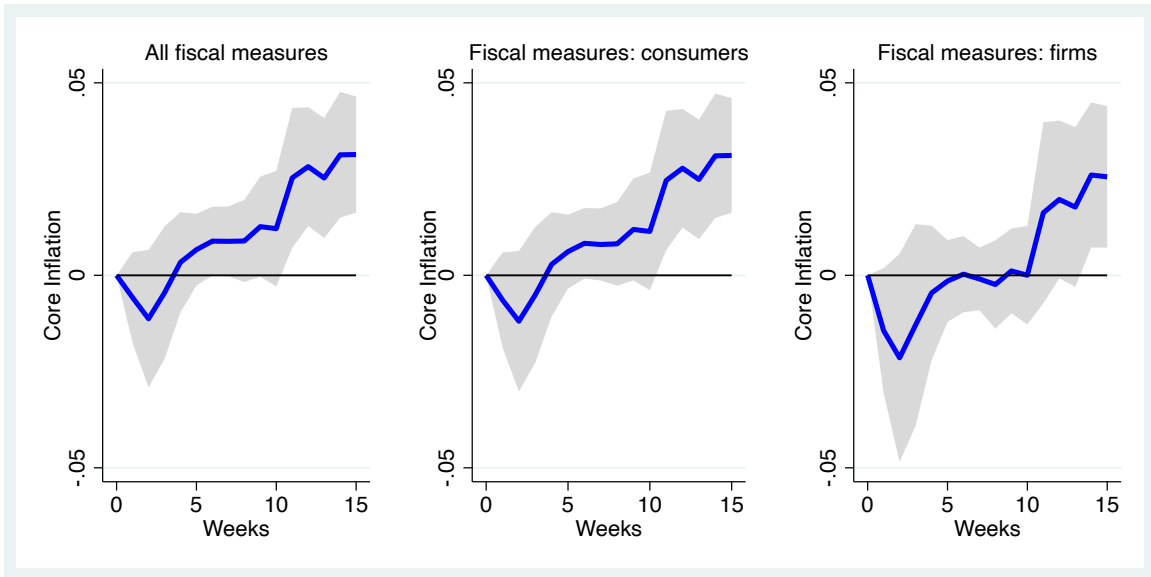 All fiscal measures
Core Inflation
.05
0
-.05
0 5 10 15
Weeks
Fiscal measures: consumers
Core Inflation
.05
0
-.05
0 5 10 15
Weeks
Fiscal measures: firms
Core Inflation
.05
0
-.05
0 5 10 15
Weeks